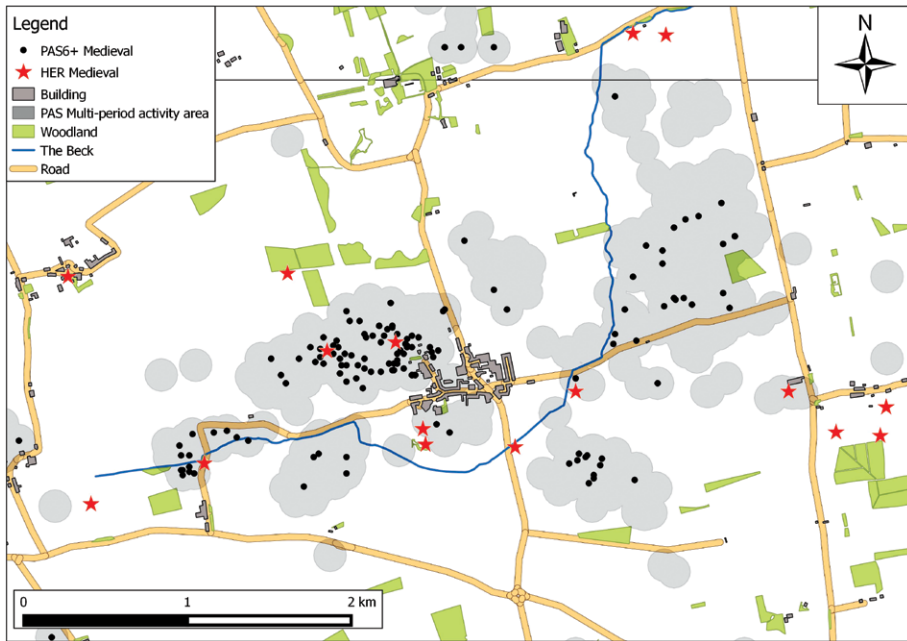 Legend
PAS6+ Medieval
HER Medieval
Building
PAS Multi-period activity area
Woodland
The Beck
Road
N
0 1 2 km